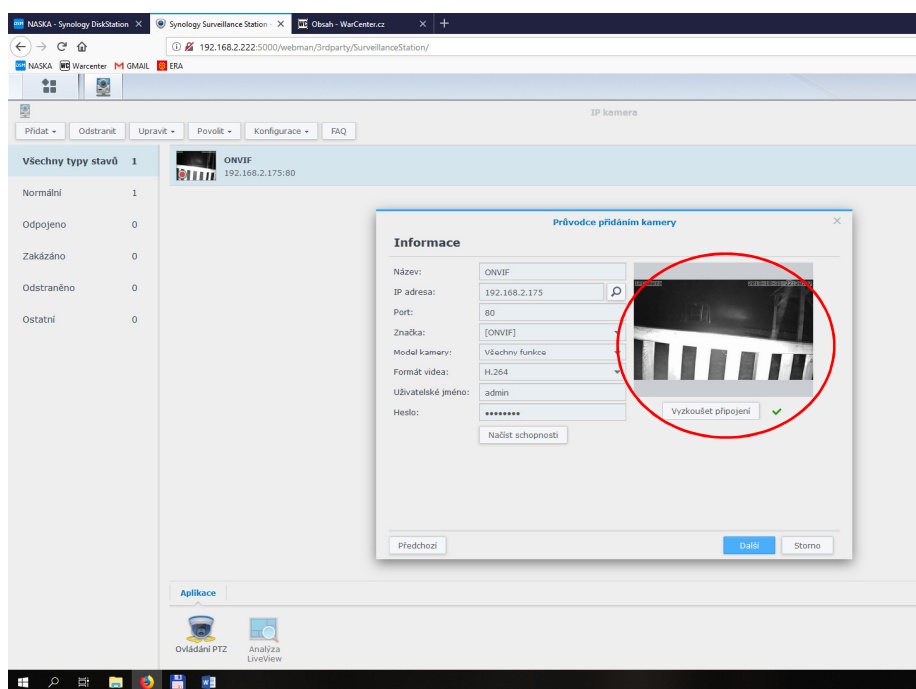 NASKA - Synology DiskStation
Synology Surveillance Station -
Obsah - WarCenter.cz
192.168.2.222:5000/webman/3rdparty/SurveillanceStation/
NASKA Warcenter GMAIL ERA
IP kamera
Přidat Odstranit Upravit Povolit Konfigurace FAQ
Všechny typy stavů 1
Normální 1
Odpojeno 0
Zakázáno 0
Odstraněno 0
Ostatní 0
ONVIF
192.168.2.175:80
Průvodce přidáním kamery
Informace
Název: ONVIF
IP adresa: 192.168.2.175
Port: 80
Značka: [ONVIF]
Model kamery: Všechny funkce
Formát videa: H.264
Uživatelské jméno: admin
Heslo: ••••••••
Načíst schopnosti
Vyzkoušet připojení
Předchozí Další Storno
Aplikace
Ovládání PTZ
Analýza
LiveView